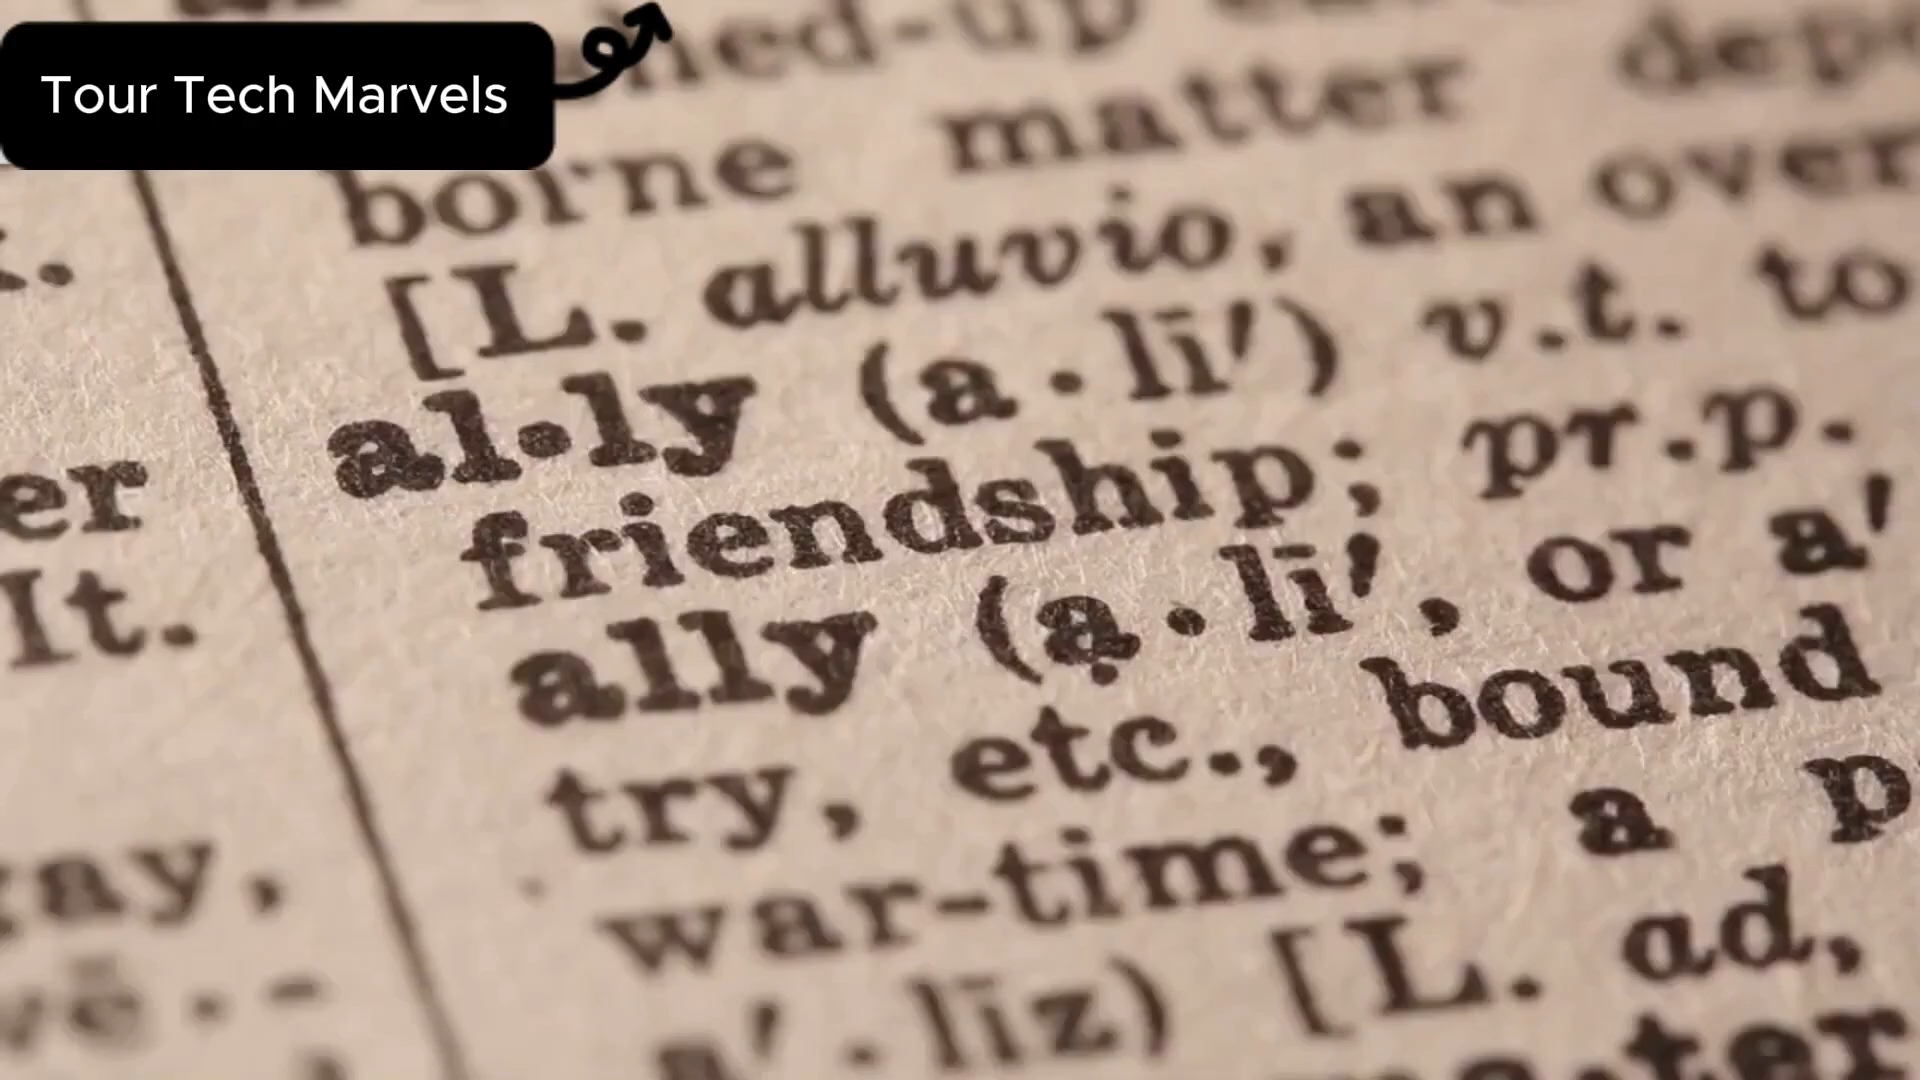 Tour Tech Marvels
borne matter
[L. alluvio, an over
al·ly (a·lī′) v.t. to
friendship; pr.p.
ally (ạ·lī′, or a′
try, etc., bound
war-time; a p
a′·līz) [L. ad,
er
It.